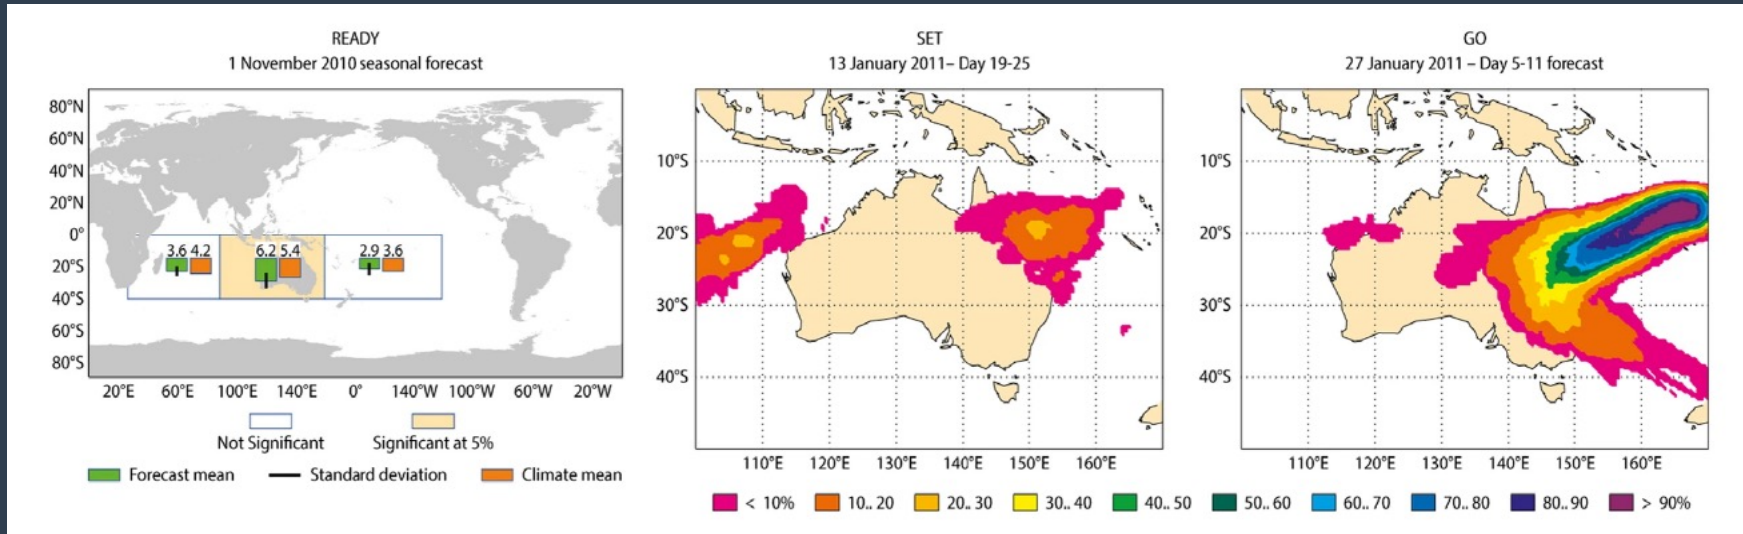 READY
1 November 2010 seasonal forecast
80°N
60°N
40°N
20°N
0°
20°S
40°S
60°S
80°S
3.6 4.2
6.2 5.4
2.9 3.6
20°E 60°E 100°E 140°E 0° 140°W 100°W 60°W 20°W
Not Significant Significant at 5%
Forecast mean Standard deviation Climate mean
SET
13 January 2011– Day 19-25
10°S
20°S
30°S
40°S
110°E 120°E 130°E 140°E 150°E 160°E
GO
27 January 2011 – Day 5-11 forecast
10°S
20°S
30°S
40°S
110°E 120°E 130°E 140°E 150°E 160°E
< 10% 10.. 20 20.. 30 30.. 40 40.. 50 50.. 60 60.. 70 70.. 80 80.. 90 > 90%